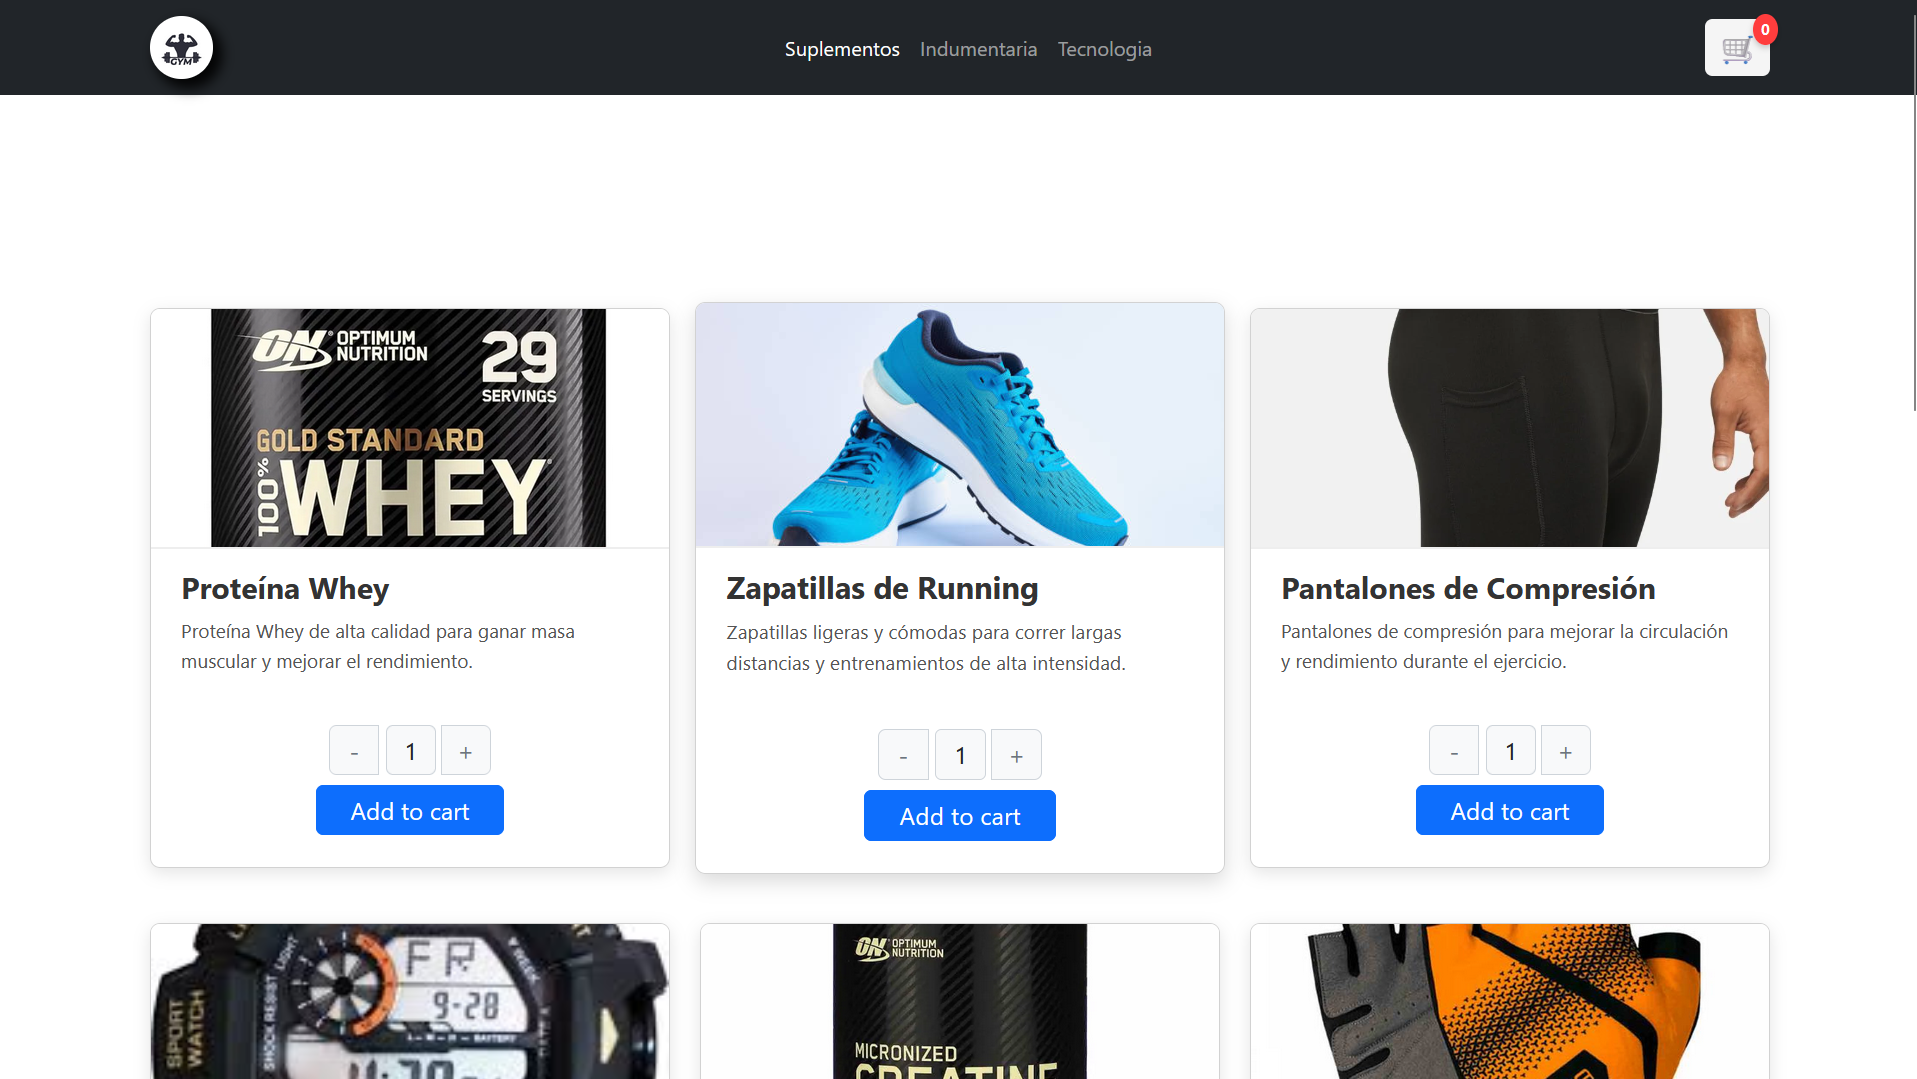 GYM
Suplementos Indumentaria Tecnologia
0
ON OPTIMUM NUTRITION
29 SERVINGS
GOLD STANDARD
100% WHEY
Proteína Whey
Proteína Whey de alta calidad para ganar masa
muscular y mejorar el rendimiento.
- 1 +
Add to cart
Zapatillas de Running
Zapatillas ligeras y cómodas para correr largas
distancias y entrenamientos de alta intensidad.
- 1 +
Add to cart
Pantalones de Compresión
Pantalones de compresión para mejorar la circulación
y rendimiento durante el ejercicio.
- 1 +
Add to cart
LIGHT
WEEK
FR
9-28
SPORT WATCH
SHOCK RESIST
BATTERY
ON OPTIMUM NUTRITION
MICRONIZED
CREATINE